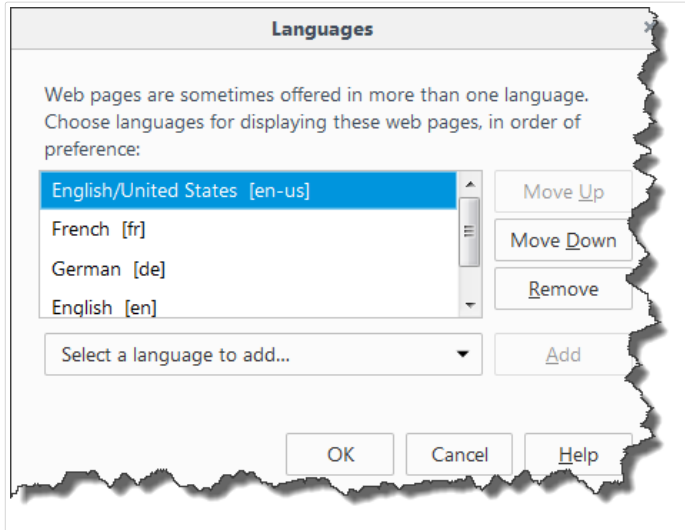 Languages
Web pages are sometimes offered in more than one language.
Choose languages for displaying these web pages, in order of
preference:
English/United States [en-us]
Move Up
French [fr]
Move Down
German [de]
Remove
English [en]
Select a language to add...
Add
OK
Cancel
Help